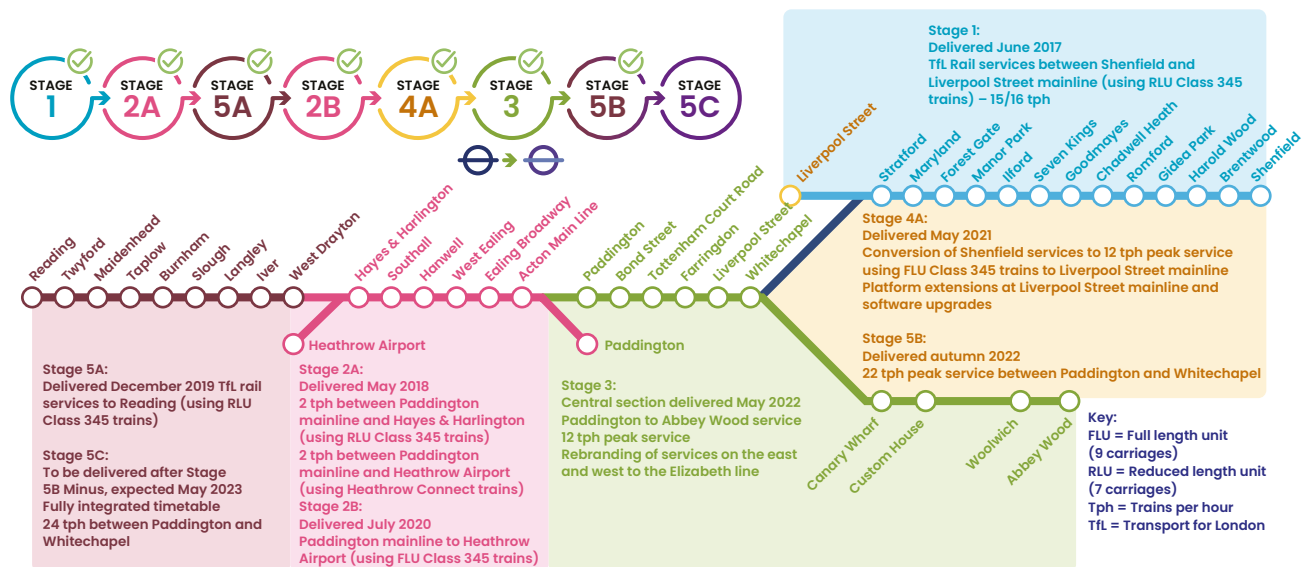 STAGE
1
STAGE
2A
STAGE
5A
STAGE
2B
STAGE
4A
STAGE
3
STAGE
5B
STAGE
5C
Stage 1:
Delivered June 2017
TfL Rail services between Shenfield and
Liverpool Street mainline (using RLU Class 345
trains) – 15/16 tph
Liverpool Street
Stratford
Maryland
Forest Gate
Manor Park
Ilford
Seven Kings
Goodmayes
Chadwell Heath
Romford
Gidea Park
Harold Wood
Brentwood
Shenfield
Reading
Twyford
Maidenhead
Taplow
Burnham
Slough
Langley
Iver
West Drayton
Hayes & Harlington
Southall
Hanwell
West Ealing
Ealing Broadway
Acton Main Line
Paddington
Bond Street
Tottenham Court Road
Farringdon
Liverpool Street
Whitechapel
Heathrow Airport
Paddington
Canary Wharf
Custom House
Woolwich
Abbey Wood
Stage 4A:
Delivered May 2021
Conversion of Shenfield services to 12 tph peak service
using FLU Class 345 trains to Liverpool Street mainline
Platform extensions at Liverpool Street mainline and
software upgrades
Stage 5B:
Delivered autumn 2022
22 tph peak service between Paddington and Whitechapel
Stage 5A:
Delivered December 2019 TfL rail
services to Reading (using RLU
Class 345 trains)
Stage 5C:
To be delivered after Stage
5B Minus, expected May 2023
Fully integrated timetable
24 tph between Paddington and
Whitechapel
Stage 2A:
Delivered May 2018
2 tph between Paddington
mainline and Hayes & Harlington
(using RLU Class 345 trains)
2 tph between Paddington
mainline and Heathrow Airport
(using Heathrow Connect trains)
Stage 2B:
Delivered July 2020
Paddington mainline to Heathrow
Airport (using FLU Class 345 trains)
Stage 3:
Central section delivered May 2022
Paddington to Abbey Wood service
12 tph peak service
Rebranding of services on the east
and west to the Elizabeth line
Key:
FLU = Full length unit
(9 carriages)
RLU = Reduced length unit
(7 carriages)
Tph = Trains per hour
TfL = Transport for London